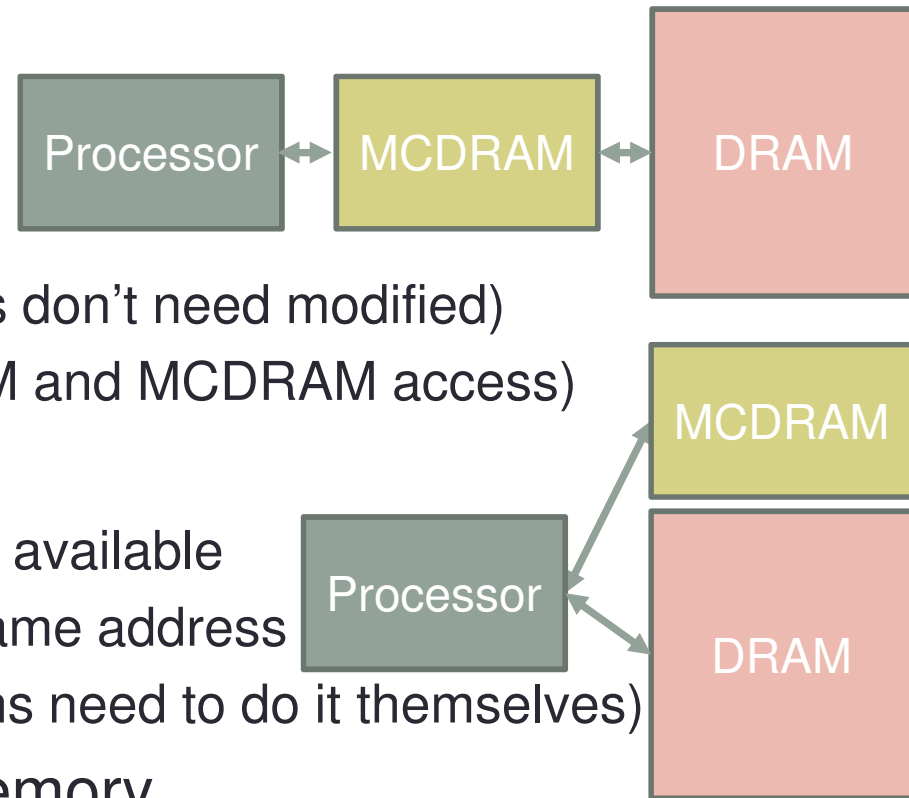 Processor MCDRAM DRAM
s don't need modified)
M and MCDRAM access)
MCDRAM
available
Processor
ame address
DRAM
ns need to do it themselves)
emory